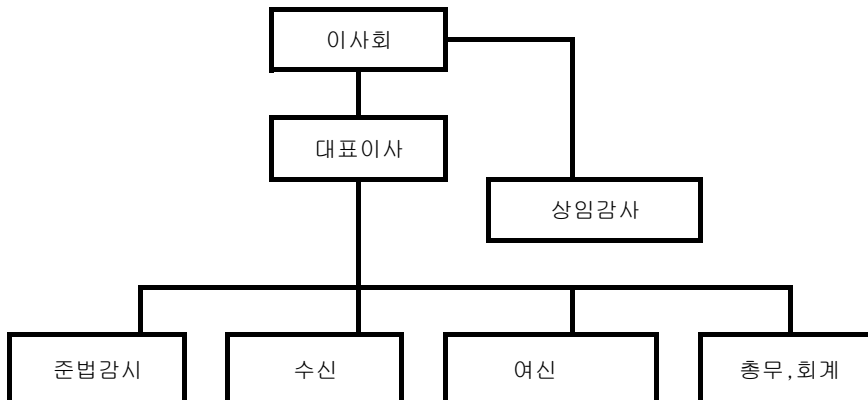 이사회
대표이사
상임감사
준법감시
수신
여신
총무,회계